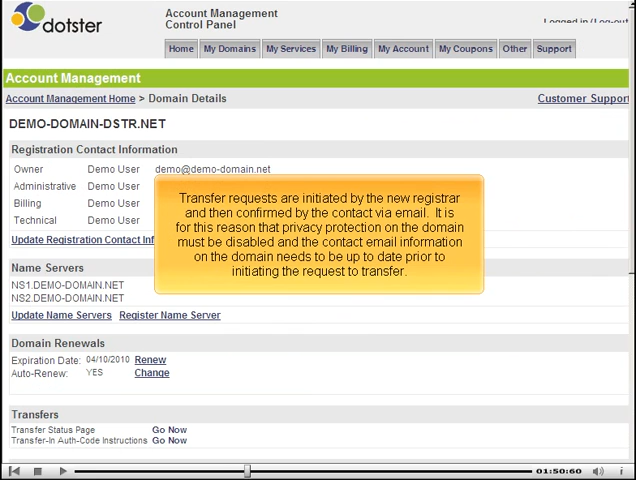 dotster
Account Management
Control Panel
Logged in (Log-out
Home My Domains My Services My Billing My Account My Coupons Other Support
Account Management
Account Management Home > Domain Details Customer Support
DEMO-DOMAIN-DSTR.NET
Registration Contact Information
Owner Demo User demo@demo-domain.net
Administrative Demo User
Billing Demo User
Technical Demo User
Update Registration Contact Inf
Transfer requests are initiated by the new registrar
and then confirmed by the contact via email. It is
for this reason that privacy protection on the domain
must be disabled and the contact email information
on the domain needs to be up to date prior to
initiating the request to transfer.
Name Servers
NS1.DEMO-DOMAIN.NET
NS2.DEMO-DOMAIN.NET
Update Name Servers Register Name Server
Domain Renewals
Expiration Date: 04/10/2010 Renew
Auto-Renew: YES Change
Transfers
Transfer Status Page Go Now
Transfer-In Auth-Code Instructions Go Now
01:50:60